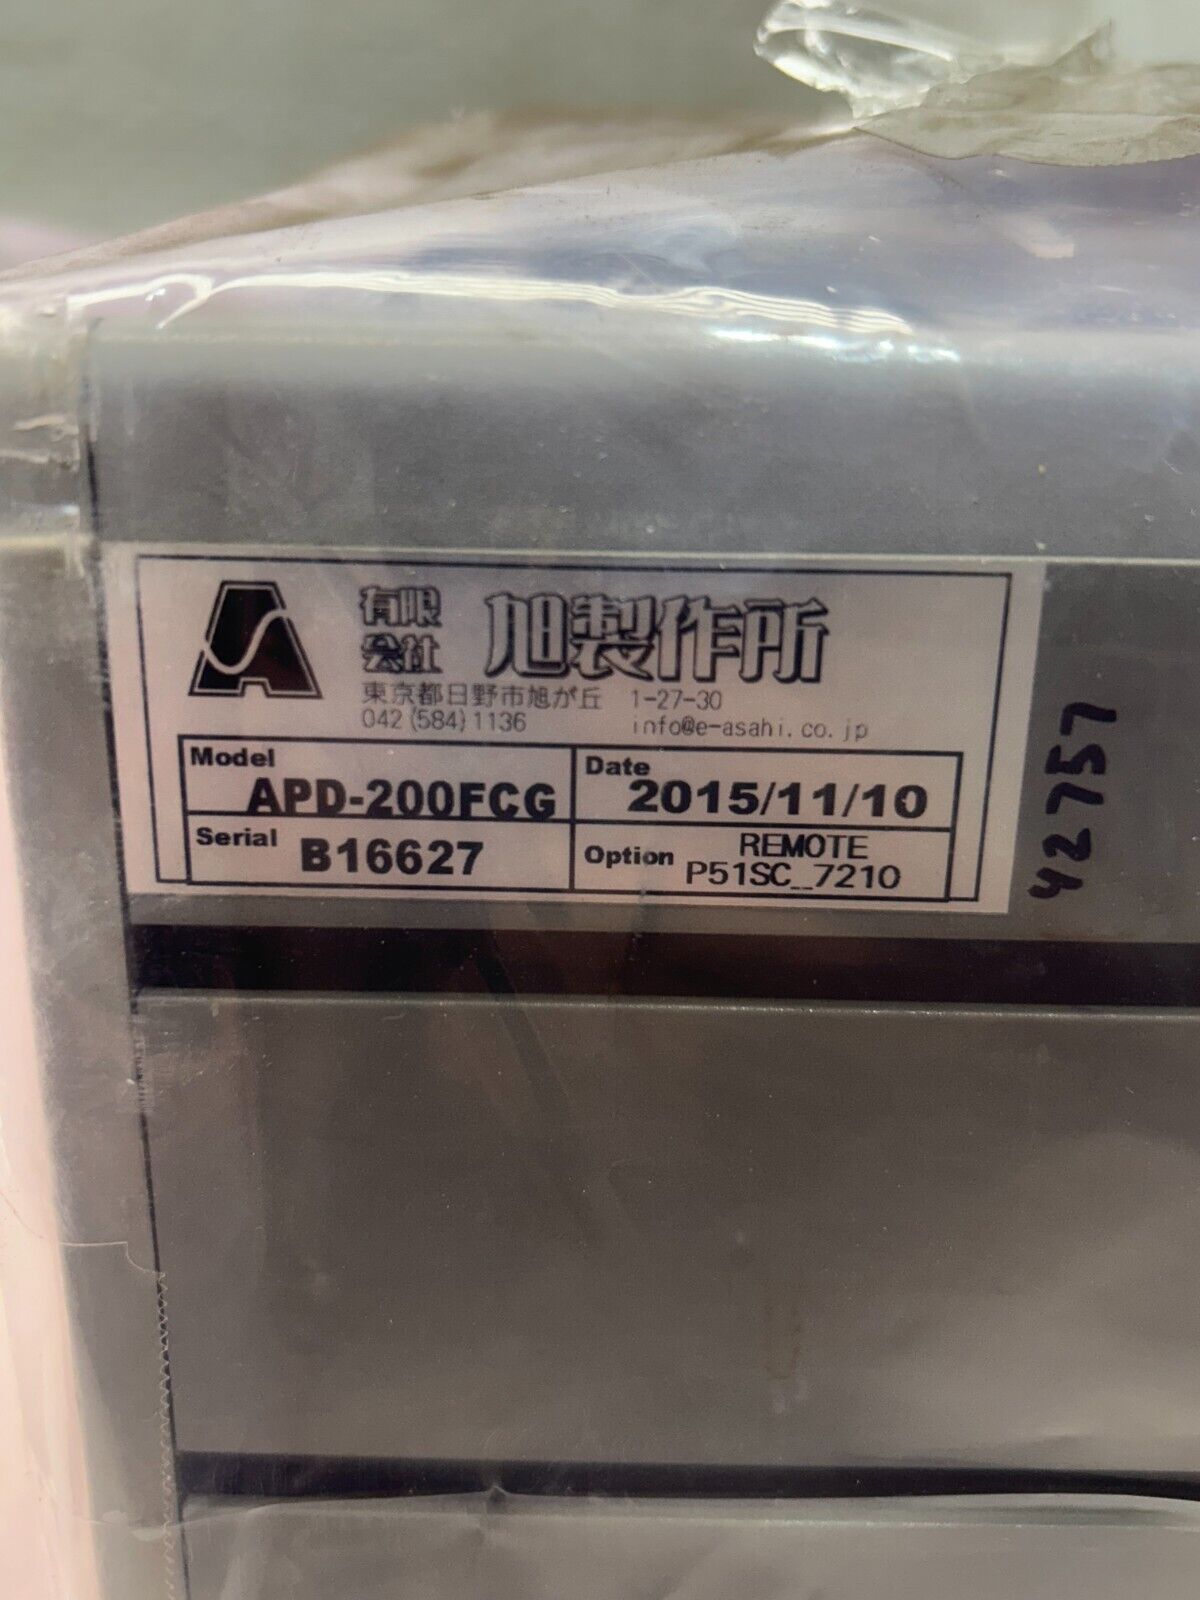 有限
会社
旭製作所
東京都日野市旭が丘 1-27-30
042 (584) 1136 info@e-asahi.co.jp
Model APD-200FCG Date 2015/11/10
Serial B16627 Option REMOTE
P51SC_7210
42757